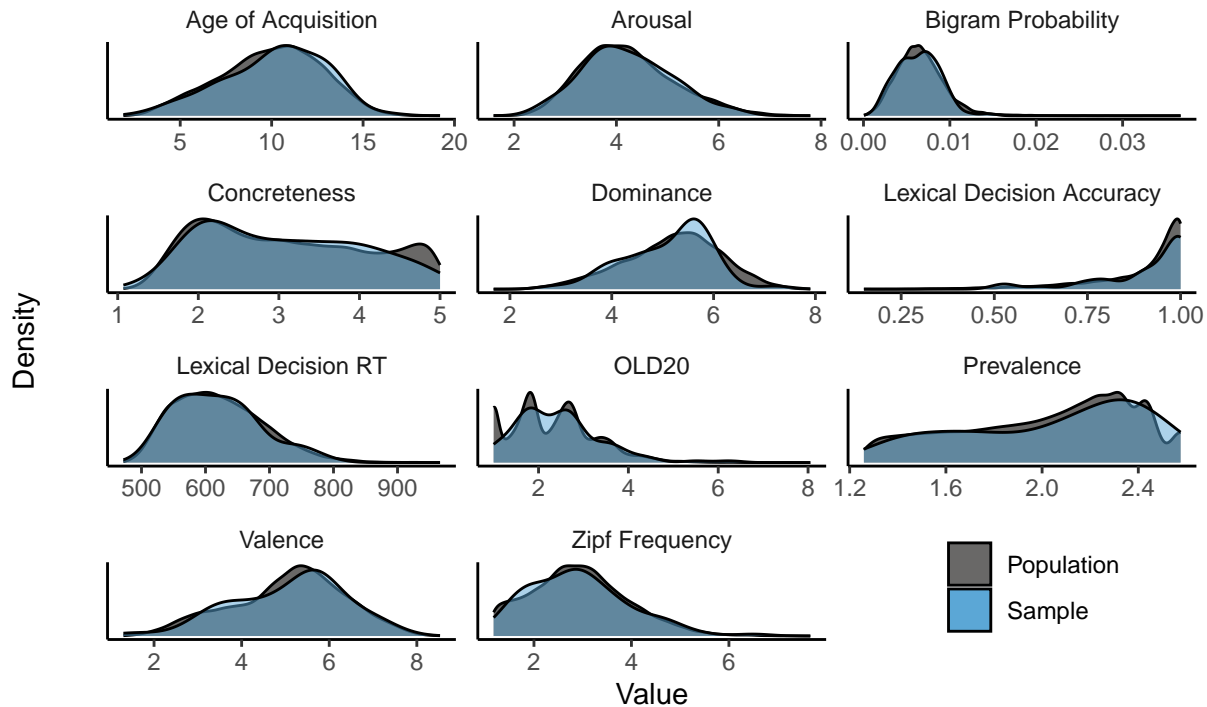 Age of Acquisition
Arousal
Bigram Probability
5 10 15 20
2 4 6 8
0.00 0.01 0.02 0.03
Concreteness
Dominance
Lexical Decision Accuracy
1 2 3 4 5
2 4 6 8
0.25 0.50 0.75 1.00
Density
Lexical Decision RT
OLD20
Prevalence
500 600 700 800 900
2 4 6 8
1.2 1.6 2.0 2.4
Valence
Zipf Frequency
2 4 6 8
2 4 6
Population
Sample
Value